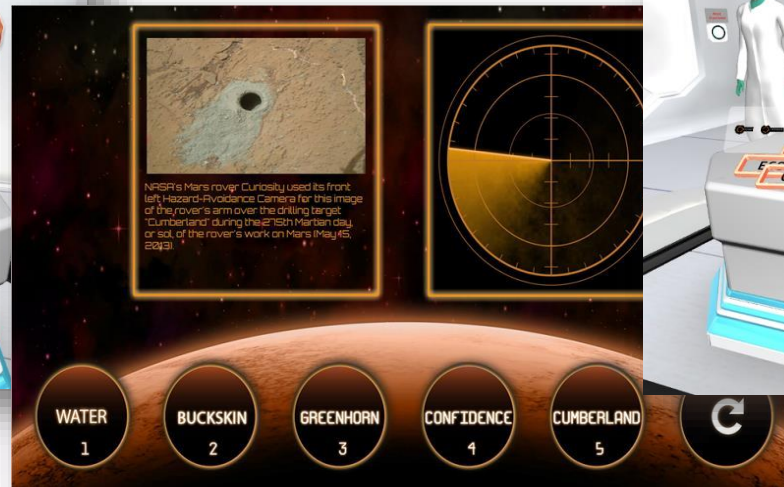 NASA's Mars rover Curiosity used its front
left Hazard-Avoidance Camera for this image
of the rover's arm over the drilling target
"Cumberland" during the 275th Martian day,
or sol, of the rover's work on Mars (May 15,
2013).
WATER
1
BUCKSKIN
2
GREENHORN
3
CONFIDENCE
4
CUMBERLAND
5